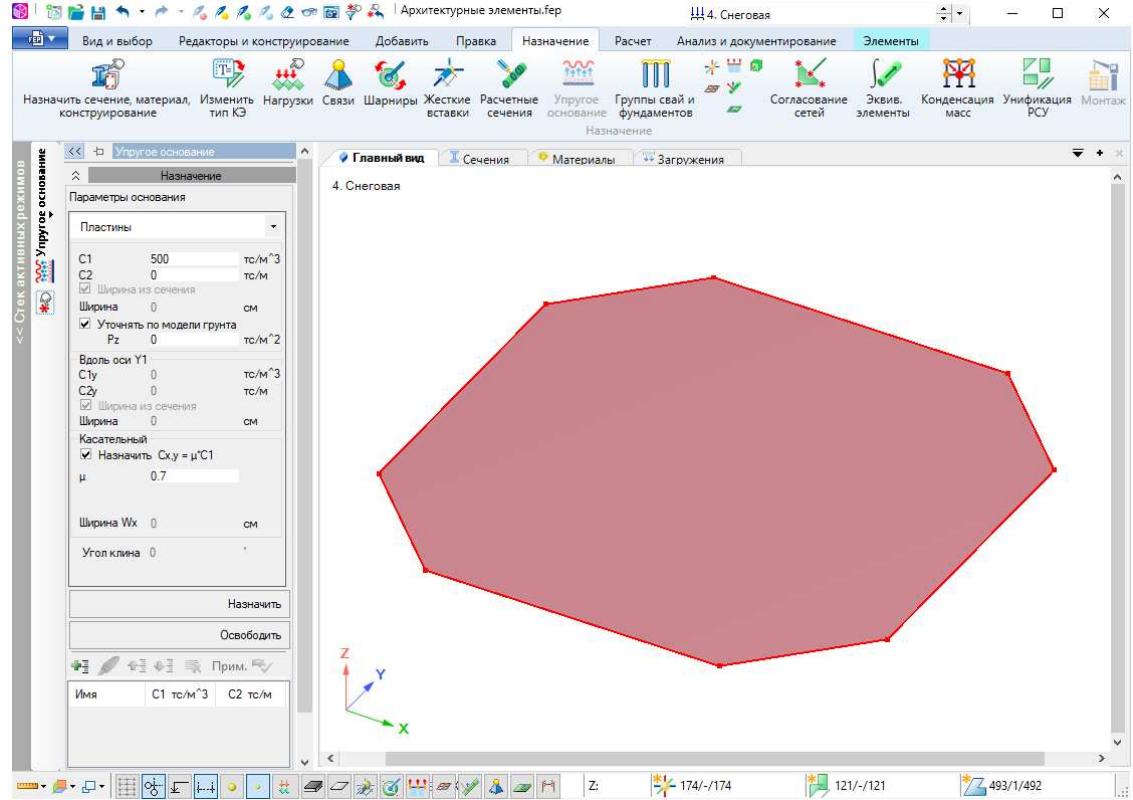 Архитектурные элементы.fep
4. Снеговая
FEP
Вид и выбор Редакторы и конструирование Добавить Правка Назначение Расчет Анализ и документирование Элементы
Назначить сечение, материал, Изменить Нагрузки Связи Шарниры Жесткие Расчетные Упругое Группы свай и Согласование Эквив. Конденсация Унификация Монтаж
конструирование тип КЭ вставки сечения основание фундаментов сетей элементы масс РСУ
Назначение
<< Упругое основание
Главный вид Сечения Материалы Загружения
<< Стек активных режимов
Упругое основание
Назначение
Параметры основания
4. Снеговая
Пластины
C1 500 тс/м^3
C2 0 тс/м
Ширина из сечения
Ширина 0 см
Уточнять по модели грунта
Pz 0 тс/м^2
Вдоль оси Y1
C1y 0 тс/м^3
C2y 0 тс/м
Ширина из сечения
Ширина 0 см
Касательный
Назначить Cx,y = μ*C1
μ 0.7
Ширина Wx 0 см
Угол клина 0 °
Назначить
Освободить
Прим.
Имя C1 тс/м^3 C2 тс/м
Z
Y
X
Z: 174/-/174 121/-/121 493/1/492